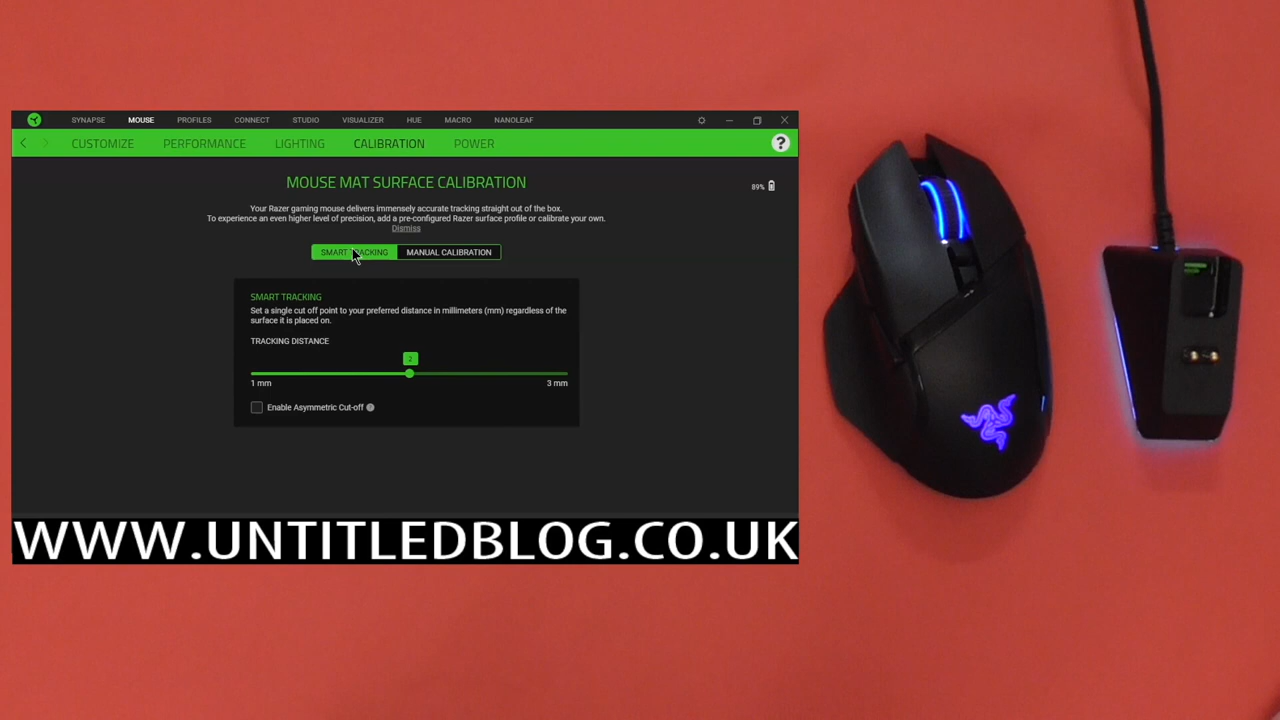 SYNAPSE MOUSE PROFILES CONNECT STUDIO VISUALIZER HUE MACRO NANOLEAF
CUSTOMIZE PERFORMANCE LIGHTING CALIBRATION POWER ?
MOUSE MAT SURFACE CALIBRATION
89%
Your Razer gaming mouse delivers immensely accurate tracking straight out of the box.
To experience an even higher level of precision, add a pre-configured Razer surface profile or calibrate your own.
Dismiss
SMART TRACKING MANUAL CALIBRATION
SMART TRACKING
Set a single cut off point to your preferred distance in millimeters (mm) regardless of the
surface it is placed on.
TRACKING DISTANCE
2
1 mm 3 mm
Enable Asymmetric Cut-off ?
WWW.UNTITLEDBLOG.CO.UK